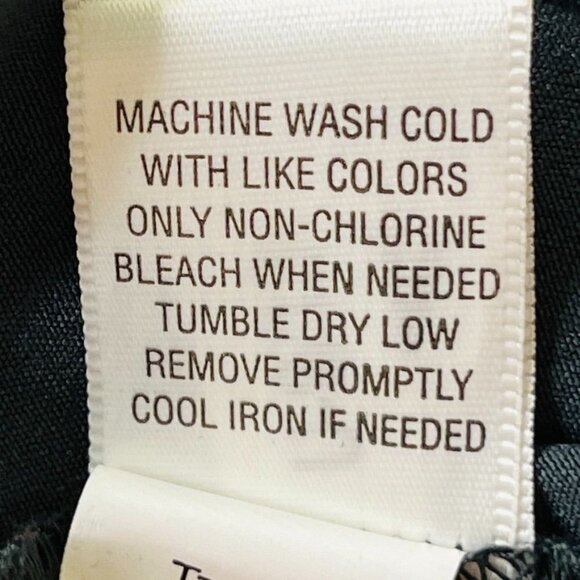 MACHINE WASH COLD
WITH LIKE COLORS
ONLY NON-CHLORINE
BLEACH WHEN NEEDED
TUMBLE DRY LOW
REMOVE PROMPTLY
COOL IRON IF NEEDED